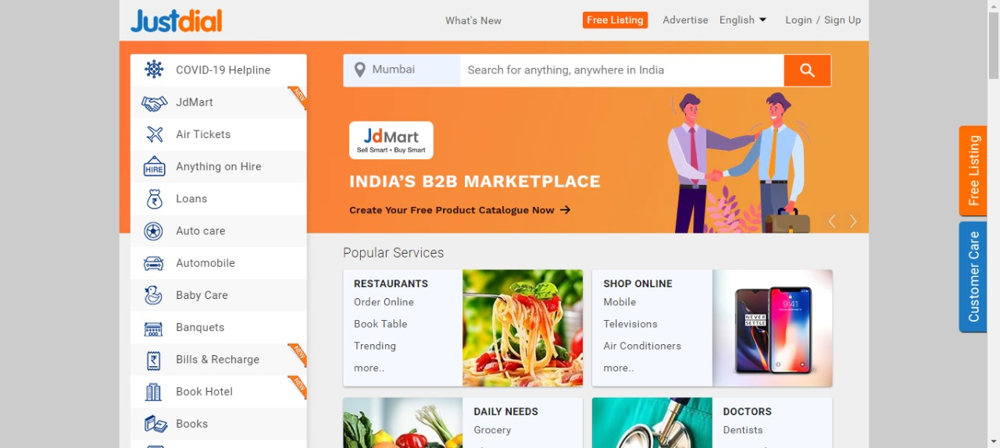 Justdial
What's New
Free Listing
Advertise
English
Login / Sign Up
COVID-19 Helpline
JdMart
NEW
Air Tickets
Anything on Hire
HIRE
Loans
Auto care
Automobile
Baby Care
Banquets
Bills & Recharge
NEW
Book Hotel
NEW
Books
Mumbai
Search for anything, anywhere in India
JdMart
Sell Smart • Buy Smart
INDIA'S B2B MARKETPLACE
Create Your Free Product Catalogue Now
Popular Services
RESTAURANTS
Order Online
Book Table
Trending
more..
SHOP ONLINE
Mobile
Televisions
Air Conditioners
more..
NEVER
SETTLE
9:41
DAILY NEEDS
Grocery
DOCTORS
Dentists
Free Listing
Customer Care